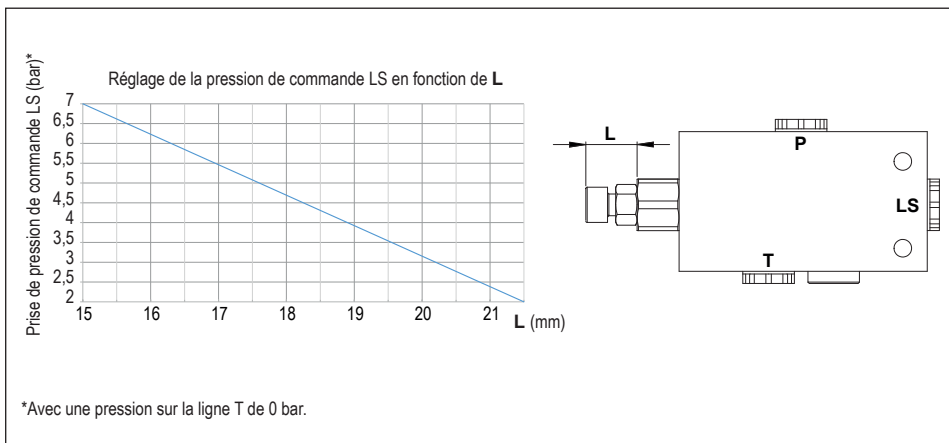 Réglage de la pression de commande LS en fonction de L
Prise de pression de commande LS (bar)*
7
6,5
6
5,5
5
4,5
4
3,5
3
2,5
2
15 16 17 18 19 20 21
L (mm)
L
P
LS
T
*Avec une pression sur la ligne T de 0 bar.